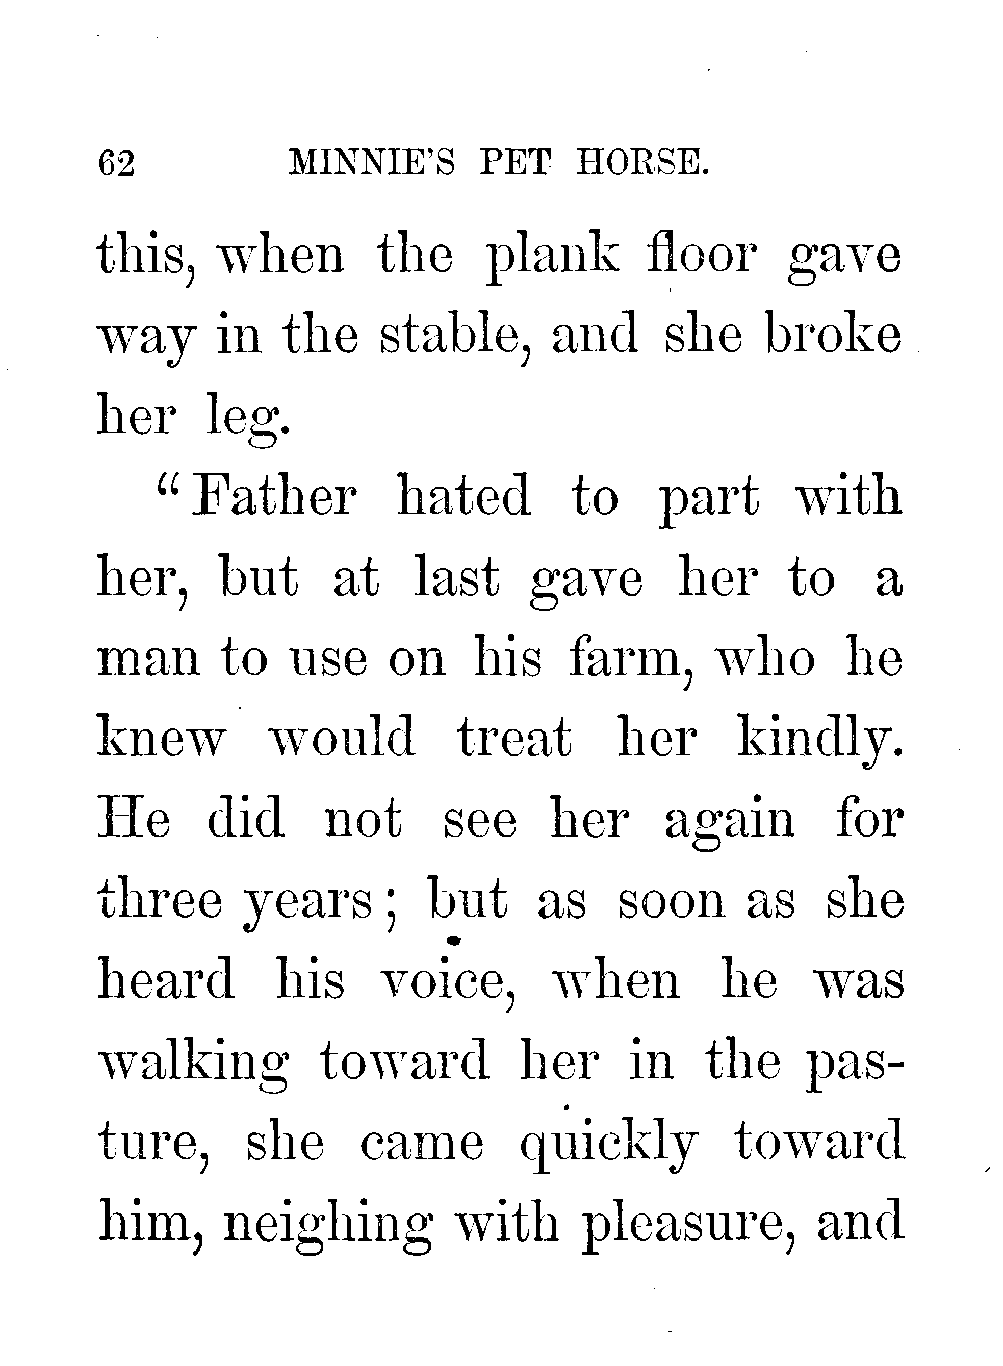 62 MINNIE'S PET HORSE.
this, when the plank floor gave
way in the stable, and she broke
her leg.
“Father hated to part with
her, but at last gave her to a
man to use on his farm, who he
knew would treat her kindly.
He did not see her again for
three years; but as soon as she
heard his voice, when he was
walking toward her in the pas-
ture, she came quickly toward
him, neighing with pleasure, and